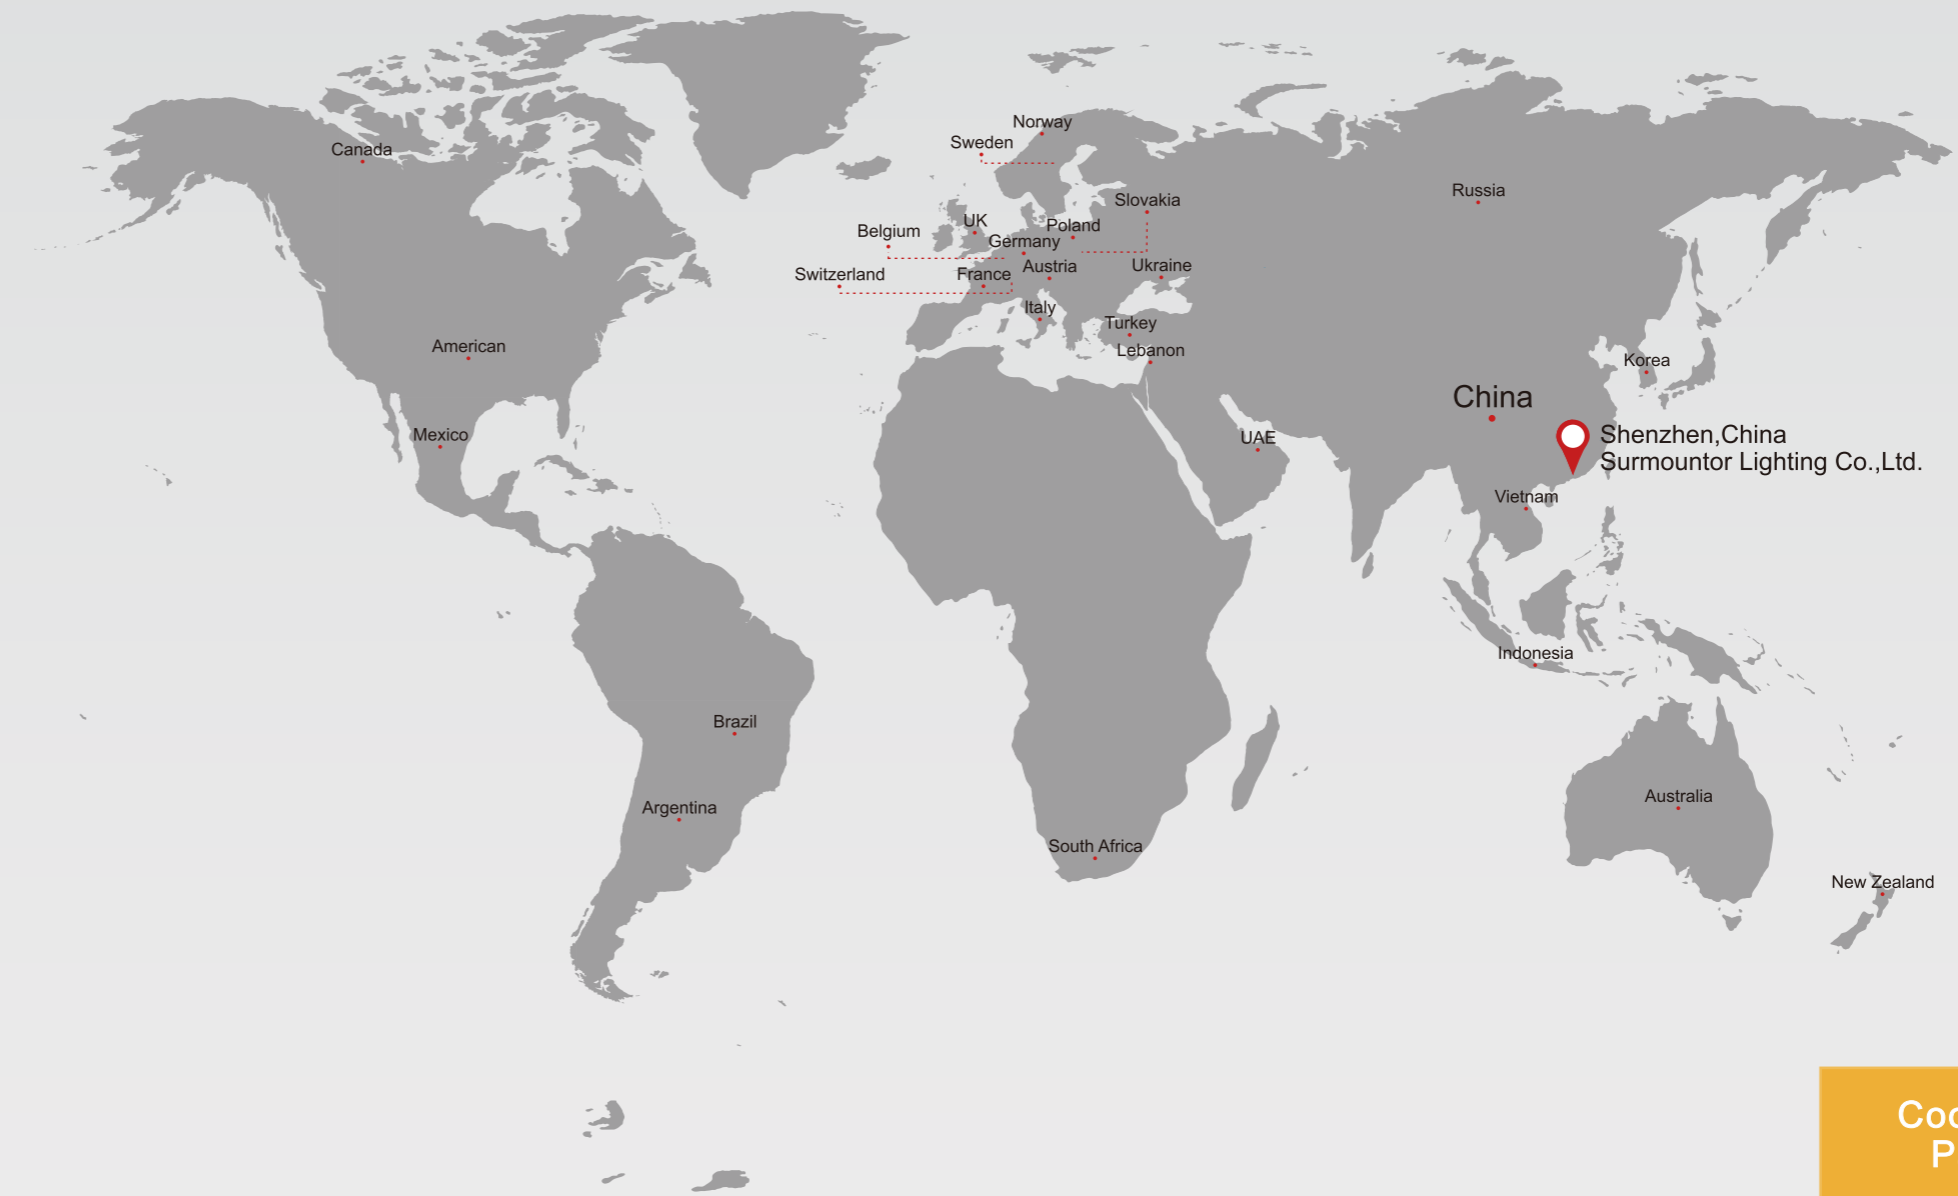 Norway
Sweden
Canada
Russia
Slovakia
UK
Poland
Belgium
Germany
Switzerland
France
Austria
Ukraine
Italy
Turkey
American
Lebanon
Korea
China
Mexico
UAE
Shenzhen,China
Surmountor Lighting Co.,Ltd.
Vietnam
Indonesia
Brazil
Australia
Argentina
South Africa
New Zealand